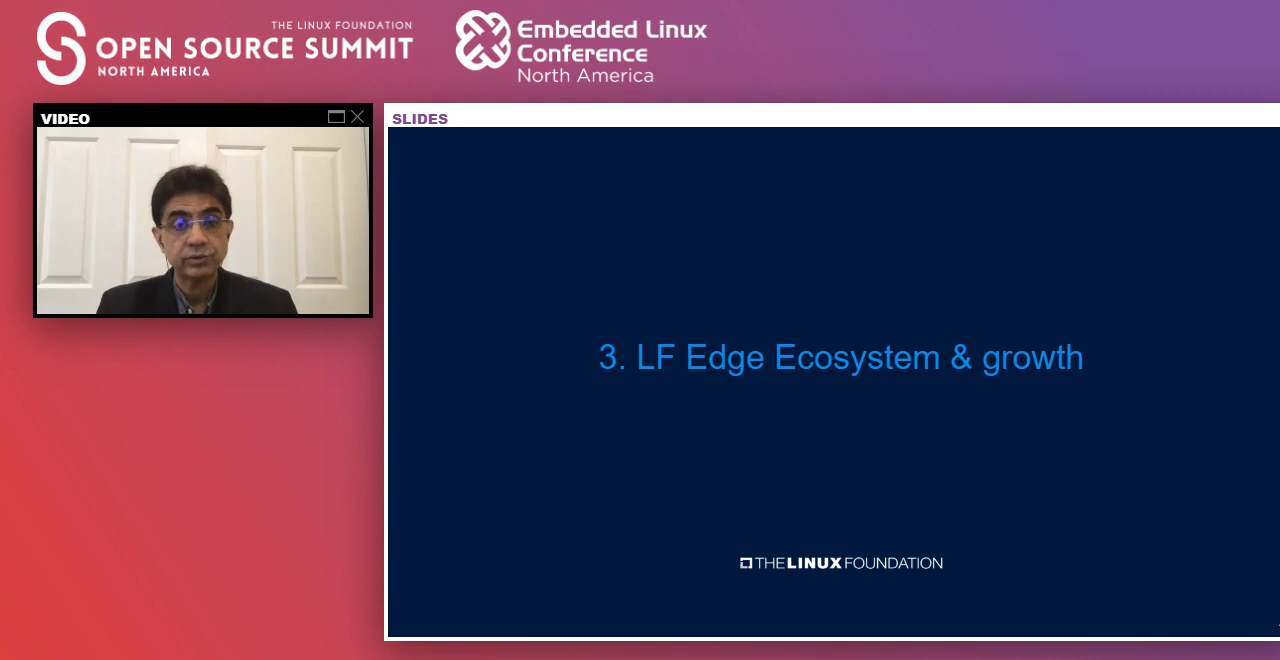 THE LINUX FOUNDATION
OPEN SOURCE SUMMIT
NORTH AMERICA
Embedded Linux
Conference
North America
VIDEO
SLIDES
3. LF Edge Ecosystem & growth
THE LINUX FOUNDATION